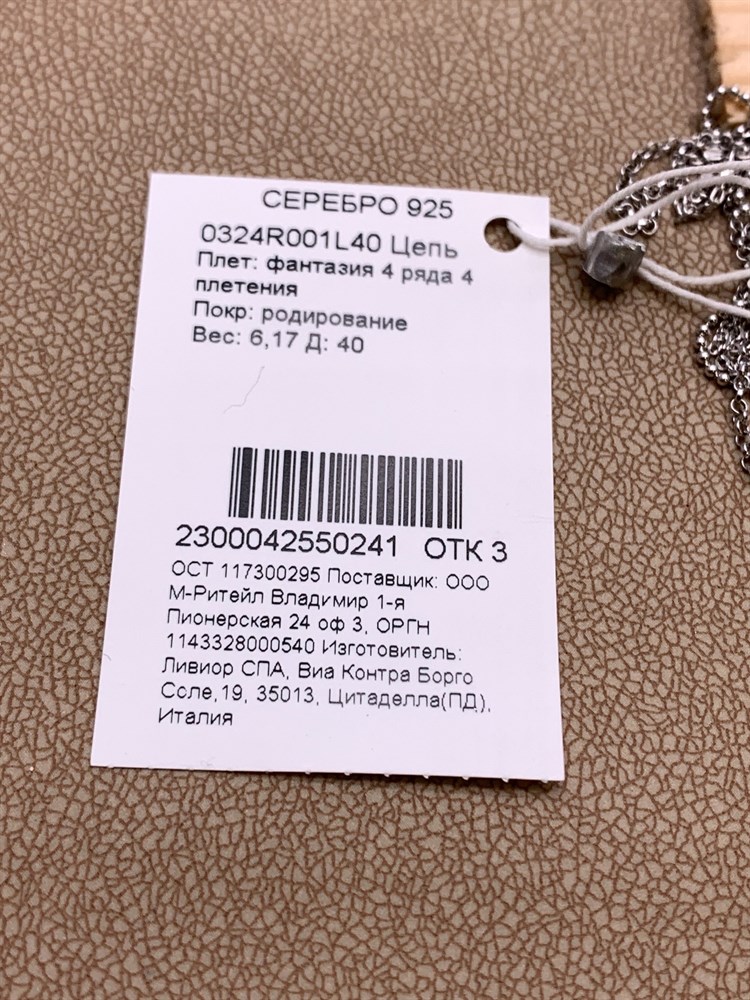 СЕРЕБРО 925
0324R001L40 Цепь
Плет: фантазия 4 ряда 4
плетения
Покр: родирование
Вес: 6,17 Д: 40
2300042550241 ОТК 3
ОСТ 117300295 Поставщик: ООО
М-Ритейл Владимир 1-я
Пионерская 24 оф 3, ОРГН
1143328000540 Изготовитель:
Ливиор СПА, Виа Контра Борго
Ссле,19, 35013, Цитаделла(ПД),
Италия